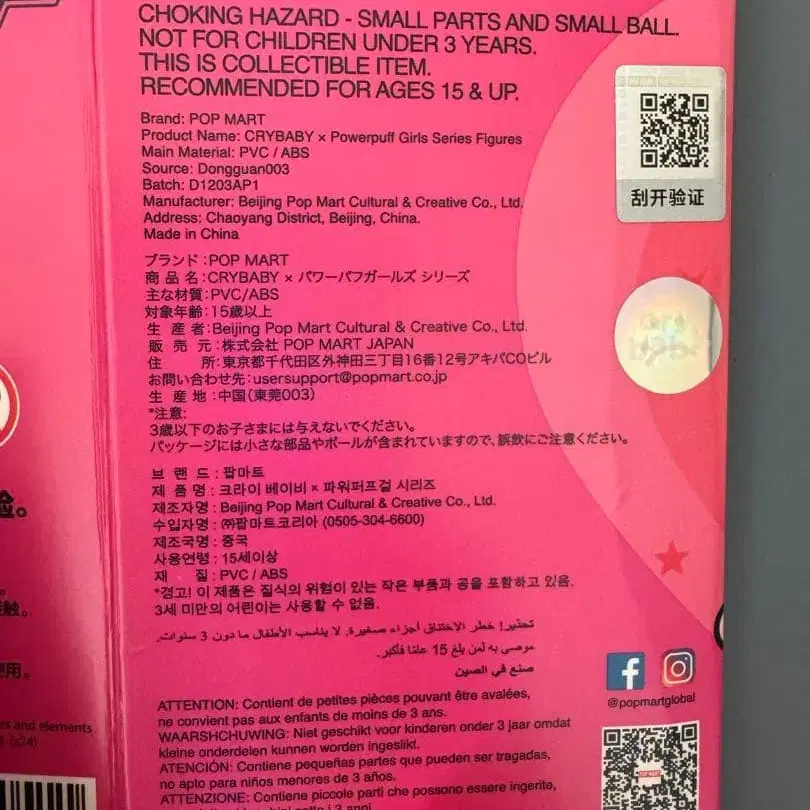 CHOKING HAZARD - SMALL PARTS AND SMALL BALL.
NOT FOR CHILDREN UNDER 3 YEARS.
THIS IS COLLECTIBLE ITEM.
RECOMMENDED FOR AGES 15 & UP.
Brand: POP MART
Product Name: CRYBABY × Powerpuff Girls Series Figures
Main Material: PVC / ABS
Source: Dongguan003
Batch: D1203AP1
Manufacturer: Beijing Pop Mart Cultural & Creative Co., Ltd.
Address: Chaoyang District, Beijing, China.
Made in China
刮开验证
ブランド:POP MART
商品名:CRYBABY × パワーパフガールズ シリーズ
主な材質:PVC/ABS
対象年齢:15歳以上
生産者:Beijing Pop Mart Cultural & Creative Co., Ltd.
販売元:株式会社 POP MART JAPAN
住所:東京都千代田区外神田三丁目16番12号アキバCOビル
お問い合わせ先:usersupport@popmart.co.jp
生産地:中国(東莞003)
*注意:
3歳以下のお子さまには与えないでください。
パッケージには小さな部品やボールが含まれていますので、誤飲にご注意ください。
브랜드:팝마트
제품명:크라이 베이비 × 파워퍼프걸 시리즈
제조자명: Beijing Pop Mart Cultural & Creative Co., Ltd.
수입자명: ㈜팝마트코리아 (0505-304-6600)
제조국명: 중국
사용연령: 15세이상
재질: PVC / ABS
*경고! 이 제품은 질식의 위험이 있는 작은 부품과 공을 포함하고 있음.
3세 미만의 어린이는 사용할 수 없음.
تحذير! خطر الاختناق أجزاء صغيرة. لا يناسب الأطفال ما دون 3 سنوات.
موصى به لمن بلغ 15 عامًا فأكبر.
صنع في الصين
@popmartglobal
ATTENTION: Contient de petites pièces pouvant être avalées,
ne convient pas aux enfants de moins de 3 ans.
WAARSHCHUWING: Niet geschikt voor kinderen onder 3 jaar omdat
kleine onderdelen kunnen worden ingeslikt.
ATENCIÓN: Contiene pequeñas partes que pueden ser tragadas,
no apto para niños menores de 3 años.
ATTENZIONE: Contiene piccole parti che possono essere ingerite,
POP MART
and elements